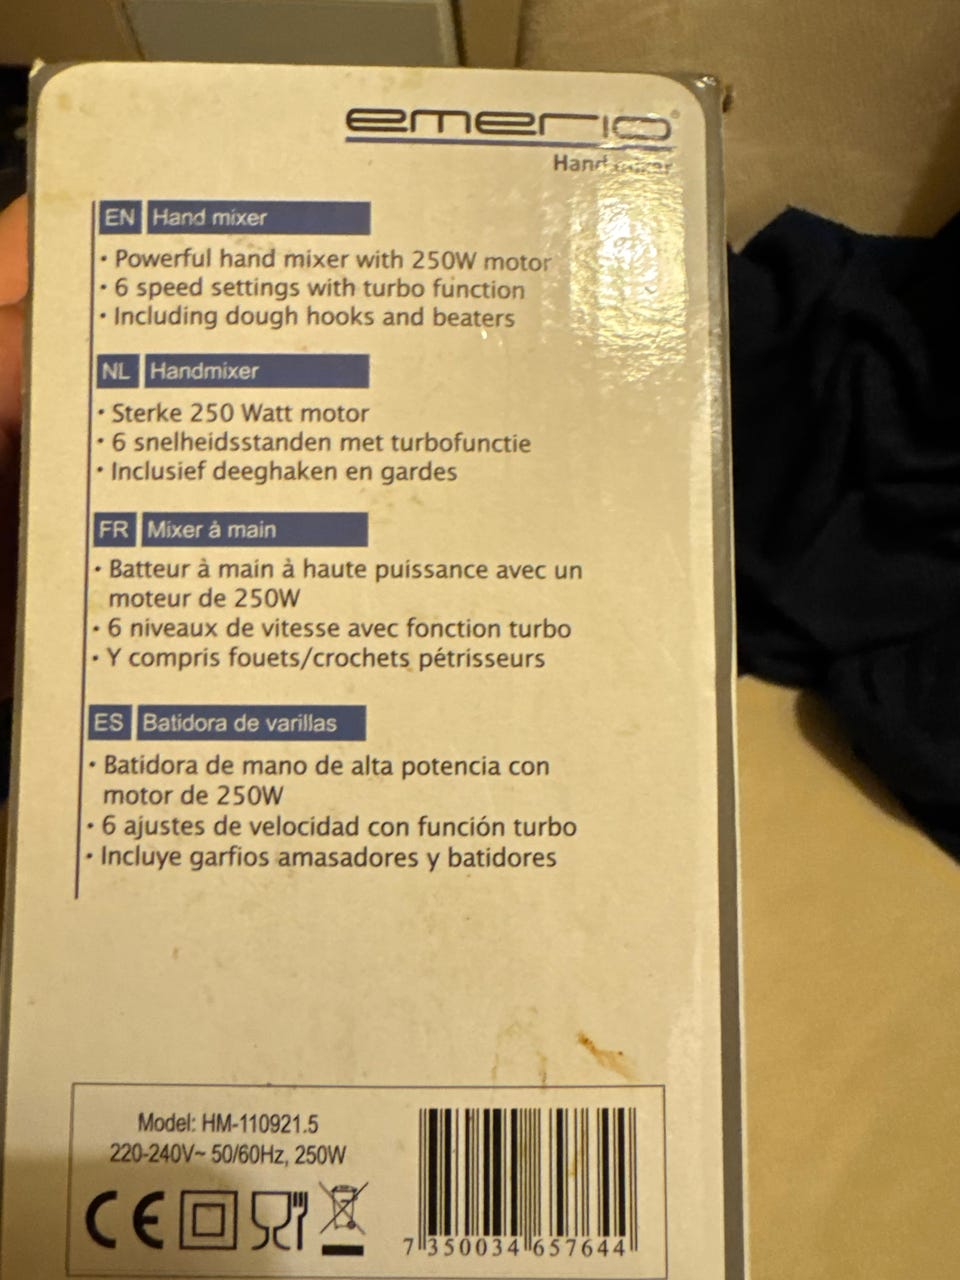 emerio®
Handmixer
EN Hand mixer
• Powerful hand mixer with 250W motor
• 6 speed settings with turbo function
• Including dough hooks and beaters
NL Handmixer
• Sterke 250 Watt motor
• 6 snelheidsstanden met turbofunctie
• Inclusief deeghaken en gardes
FR Mixer à main
• Batteur à main à haute puissance avec un
moteur de 250W
• 6 niveaux de vitesse avec fonction turbo
• Y compris fouets/crochets pétrisseurs
ES Batidora de varillas
• Batidora de mano de alta potencia con
motor de 250W
• 6 ajustes de velocidad con función turbo
• Incluye garfios amasadores y batidores
Model: HM-110921.5
220-240V~ 50/60Hz, 250W
CE
7 350034 657644